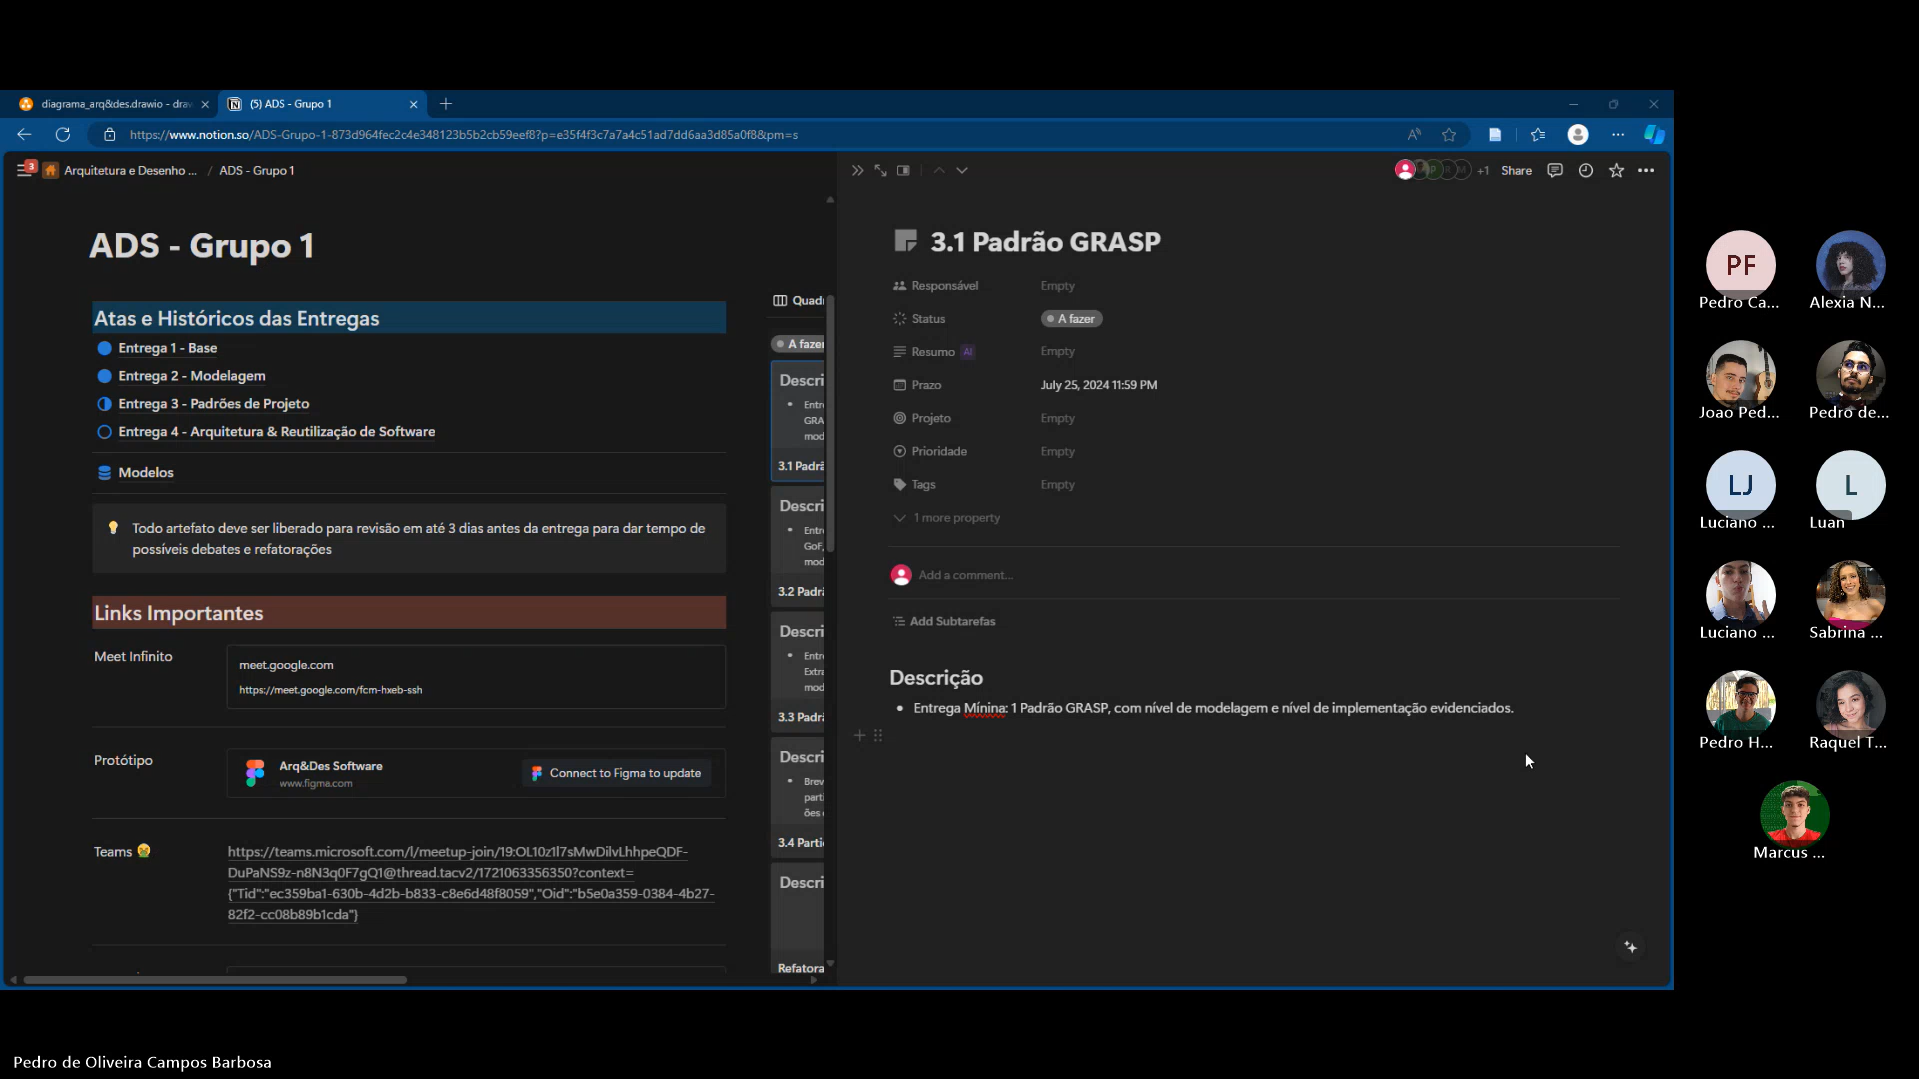 diagrama_arq&des.drawio - draw
(5) ADS - Grupo 1
https://www.notion.so/ADS-Grupo-1-873d964fec2c4e348123b5b2cb59eef8?p=e35f4f3c7a7a4c51ad7dd6aa3d85a0f8&pm=s
3
Arquitetura e Desenho ... / ADS - Grupo 1
ADS - Grupo 1
Atas e Históricos das Entregas
Entrega 1 - Base
Entrega 2 - Modelagem
Entrega 3 - Padrões de Projeto
Entrega 4 - Arquitetura & Reutilização de Software
Modelos
Todo artefato deve ser liberado para revisão em até 3 dias antes da entrega para dar tempo de
possíveis debates e refatorações
Links Importantes
Meet Infinito
meet.google.com
https://meet.google.com/fcm-hxeb-ssh
Protótipo
Arq&Des Software
www.figma.com
Connect to Figma to update
Teams
https://teams.microsoft.com/l/meetup-join/19:OL10z1l7sMwDilvLhhpeQDF-
DuPaNS9z-n8N3q0F7gQ1@thread.tacv2/1721063356350?context=
{"Tid":"ec359ba1-630b-4d2b-b833-c8e6d48f8059","Oid":"b5e0a359-0384-4b27-
82f2-cc08b89b1cda"}
Quadr
A fazer
Descri
Entre
GRA
mod
3.1 Padrã
Descri
Entre
GoF,
mod
3.2 Padrã
Descri
Entre
Extra
mod
3.3 Padrã
Descri
Brev
parti
ões
3.4 Partic
Descri
Refatora
+1
Share
3.1 Padrão GRASP
Responsável Empty
Status A fazer
Resumo AI Empty
Prazo July 25, 2024 11:59 PM
Projeto Empty
Prioridade Empty
Tags Empty
1 more property
Add a comment...
Add Subtarefas
Descrição
Entrega Mínina: 1 Padrão GRASP, com nível de modelagem e nível de implementação evidenciados.
PF
Pedro Ca...
Alexia N...
Joao Ped...
Pedro de...
LJ
Luciano ...
L
Luan
Luciano ...
Sabrina ...
Pedro H...
Raquel T...
Marcus ...
Pedro de Oliveira Campos Barbosa